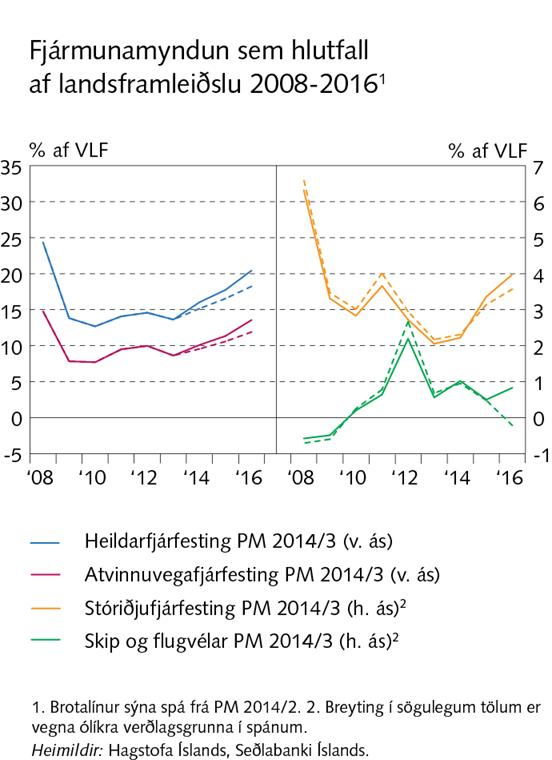 Fjármunamyndun sem hlutfall
af landsframleiðslu 2008-2016¹
% af VLF
% af VLF
35
30
25
20
15
10
5
0
-5
7
6
5
4
3
2
1
0
-1
‘08 ‘10 ‘12 ‘14 ‘16
‘08 ‘10 ‘12 ‘14 ‘16
Heildarfjárfesting PM 2014/3 (v. ás)
Atvinnuvegafjárfesting PM 2014/3 (v. ás)
Stóriðjufjárfesting PM 2014/3 (h. ás)²
Skip og flugvélar PM 2014/3 (h. ás)²
1. Brotalínur sýna spá frá PM 2014/2. 2. Breyting í sögulegum tölum er
vegna ólíkra verðlagsgrunna í spánum.
Heimildir: Hagstofa Íslands, Seðlabanki Íslands.